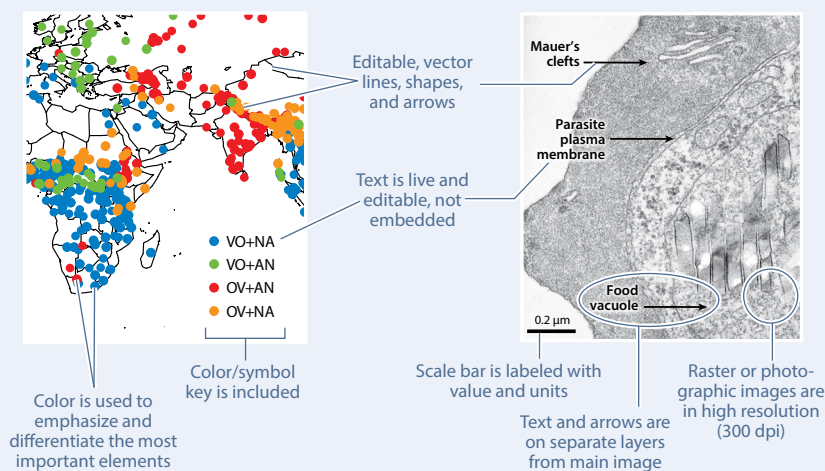 Editable, vector
lines, shapes,
and arrows
Text is live and
editable, not
embedded
VO+NA
VO+AN
OV+AN
OV+NA
Color/symbol
key is included
Color is used to
emphasize and
differentiate the most
important elements
Mauer's
clefts
Parasite
plasma
membrane
Food
vacuole
0.2 µm
Scale bar is labeled with
value and units
Text and arrows are
on separate layers
from main image
Raster or photo-
graphic images are
in high resolution
(300 dpi)